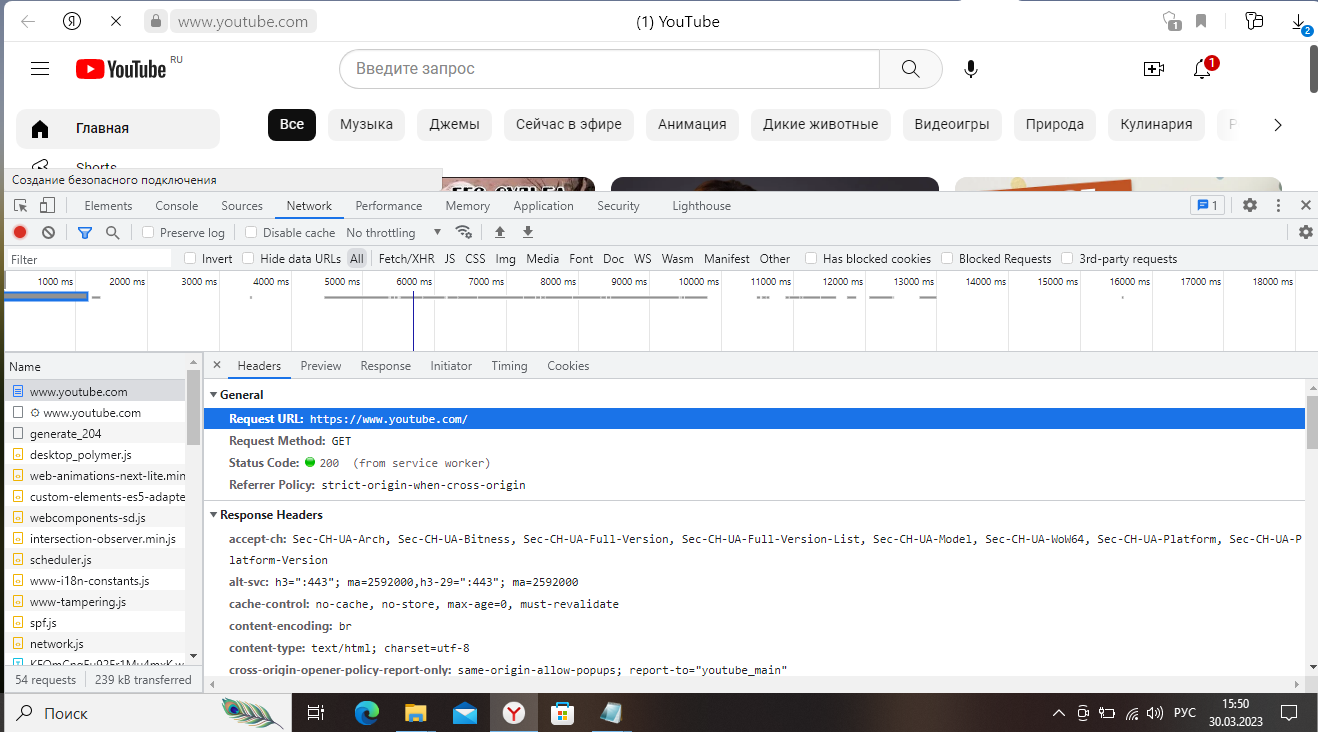 www.youtube.com
(1) YouTube
1
2
YouTube RU
Введите запрос
1
Главная
Все
Музыка
Джемы
Сейчас в эфире
Анимация
Дикие животные
Видеоигры
Природа
Кулинария
Shorts
Создание безопасного подключения
Elements Console Sources Network Performance Memory Application Security Lighthouse 1
Preserve log Disable cache No throttling
Filter Invert Hide data URLs All Fetch/XHR JS CSS Img Media Font Doc WS Wasm Manifest Other Has blocked cookies Blocked Requests 3rd-party requests
1000 ms 2000 ms 3000 ms 4000 ms 5000 ms 6000 ms 7000 ms 8000 ms 9000 ms 10000 ms 11000 ms 12000 ms 13000 ms 14000 ms 15000 ms 16000 ms 17000 ms 18000 ms
Name
www.youtube.com
www.youtube.com
generate_204
desktop_polymer.js
web-animations-next-lite.min
custom-elements-es5-adapte
webcomponents-sd.js
intersection-observer.min.js
scheduler.js
www-i18n-constants.js
www-tampering.js
spf.js
network.js
54 requests 239 kB transferred
Headers Preview Response Initiator Timing Cookies
General
Request URL: https://www.youtube.com/
Request Method: GET
Status Code: 200 (from service worker)
Referrer Policy: strict-origin-when-cross-origin
Response Headers
accept-ch: Sec-CH-UA-Arch, Sec-CH-UA-Bitness, Sec-CH-UA-Full-Version, Sec-CH-UA-Full-Version-List, Sec-CH-UA-Model, Sec-CH-UA-WoW64, Sec-CH-UA-Platform, Sec-CH-UA-P
latform-Version
alt-svc: h3=":443"; ma=2592000,h3-29=":443"; ma=2592000
cache-control: no-cache, no-store, max-age=0, must-revalidate
content-encoding: br
content-type: text/html; charset=utf-8
cross-origin-opener-policy-report-only: same-origin-allow-popups; report-to="youtube_main"
Поиск
РУС
15:50
30.03.2023